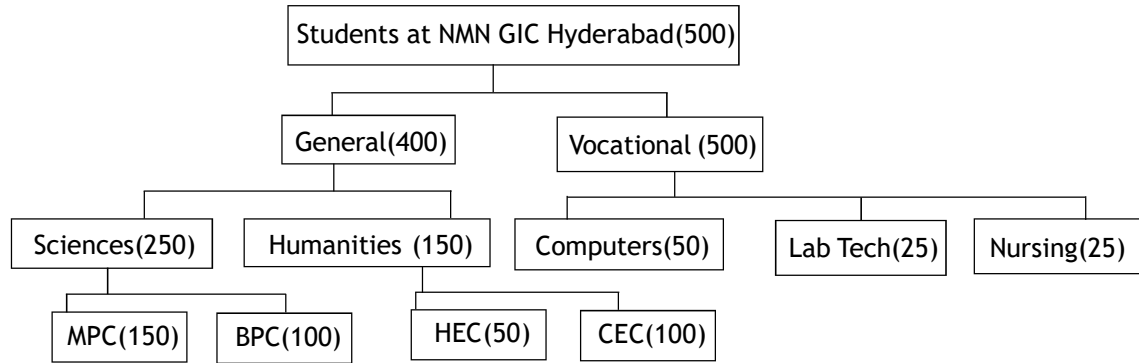 Students at NMN GIC Hyderabad(500)
General(400)
Vocational (500)
Sciences(250)
Humanities (150)
Computers(50)
Lab Tech(25)
Nursing(25)
MPC(150)
BPC(100)
HEC(50)
CEC(100)